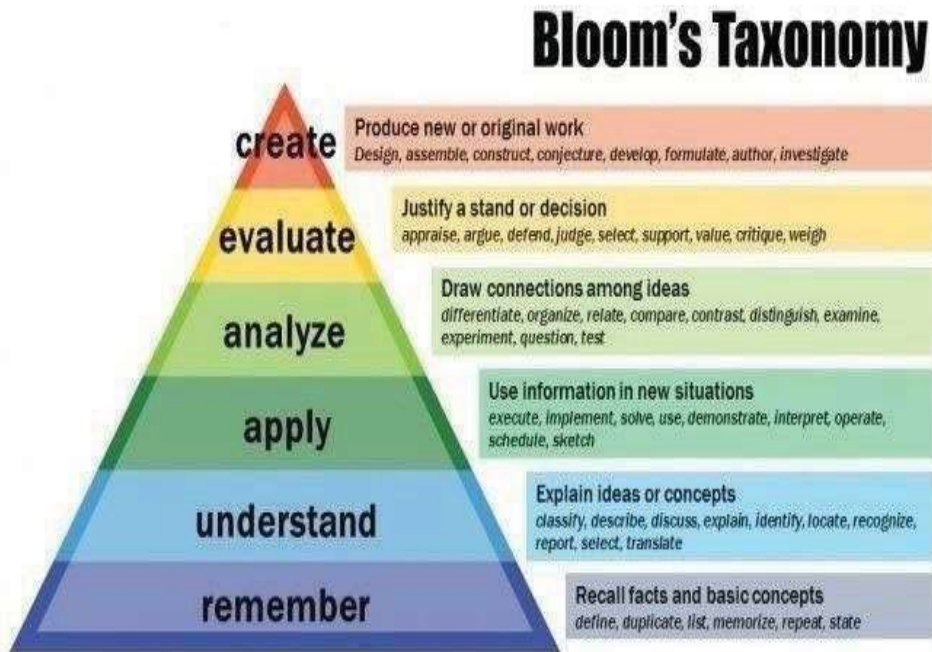 Bloom's Taxonomy
create
Produce new or original work
Design, assemble, construct, conjecture, develop, formulate, author, investigate
evaluate
Justify a stand or decision
appraise, argue, defend, judge, select, support, value, critique, weigh
analyze
Draw connections among ideas
differentiate, organize, relate, compare, contrast, distinguish, examine,
experiment, question, test
apply
Use information in new situations
execute, implement, solve, use, demonstrate, interpret, operate,
schedule, sketch
understand
Explain ideas or concepts
classify, describe, discuss, explain, identify, locate, recognize,
report, select, translate
remember
Recall facts and basic concepts
define, duplicate, list, memorize, repeat, state